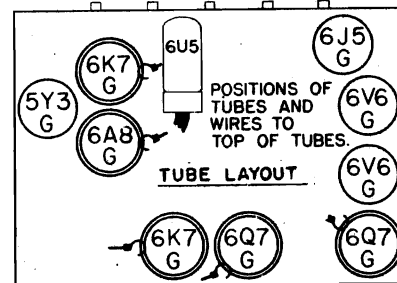 6U5
6J5
G
6K7
G
5Y3
G
6A8
G
POSITIONS OF
TUBES AND
WIRES TO
TOP OF TUBES.
6V6
G
TUBE LAYOUT
6V6
G
6K7
G
6Q7
G
6Q7
G